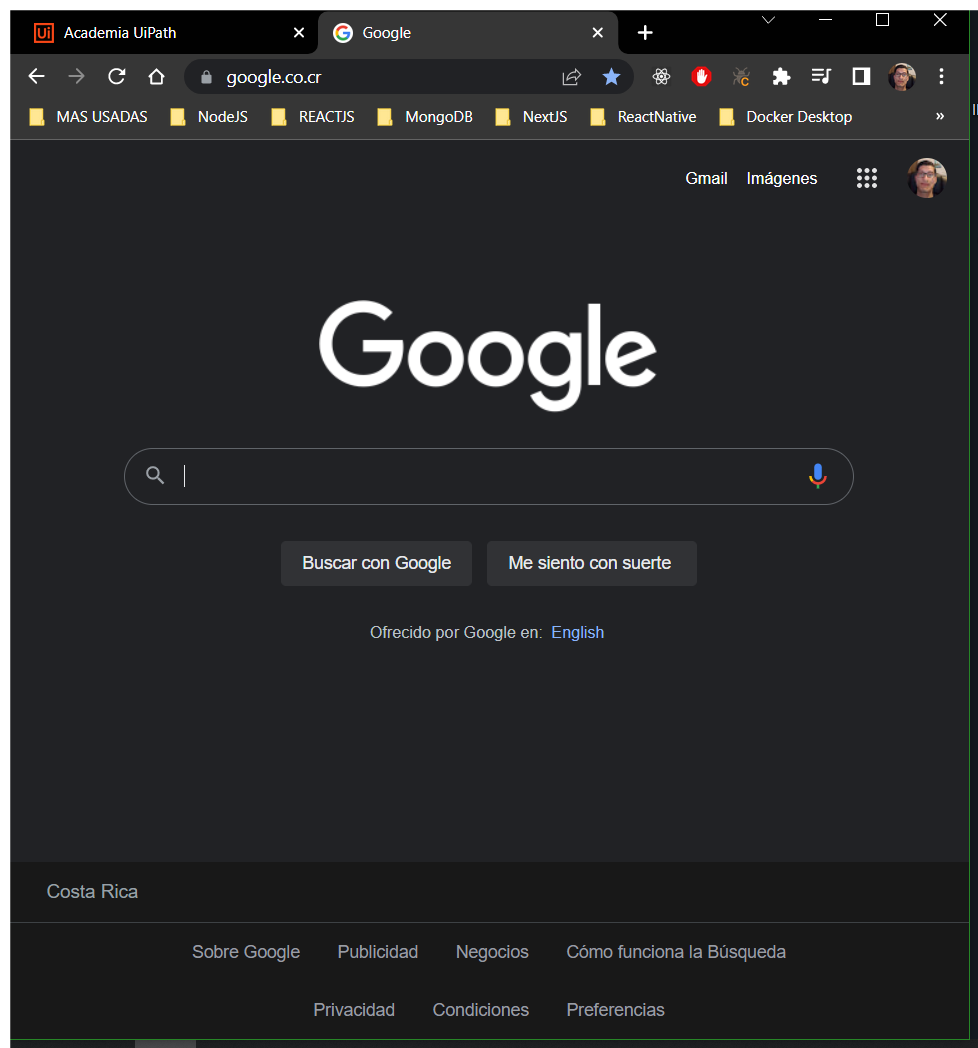 Ui Academia UiPath Google
google.co.cr
MAS USADAS NodeJS REACTJS MongoDB NextJS ReactNative Docker Desktop »
Gmail Imágenes
Google
Buscar con Google Me siento con suerte
Ofrecido por Google en: English
Costa Rica
Sobre Google Publicidad Negocios Cómo funciona la Búsqueda
Privacidad Condiciones Preferencias